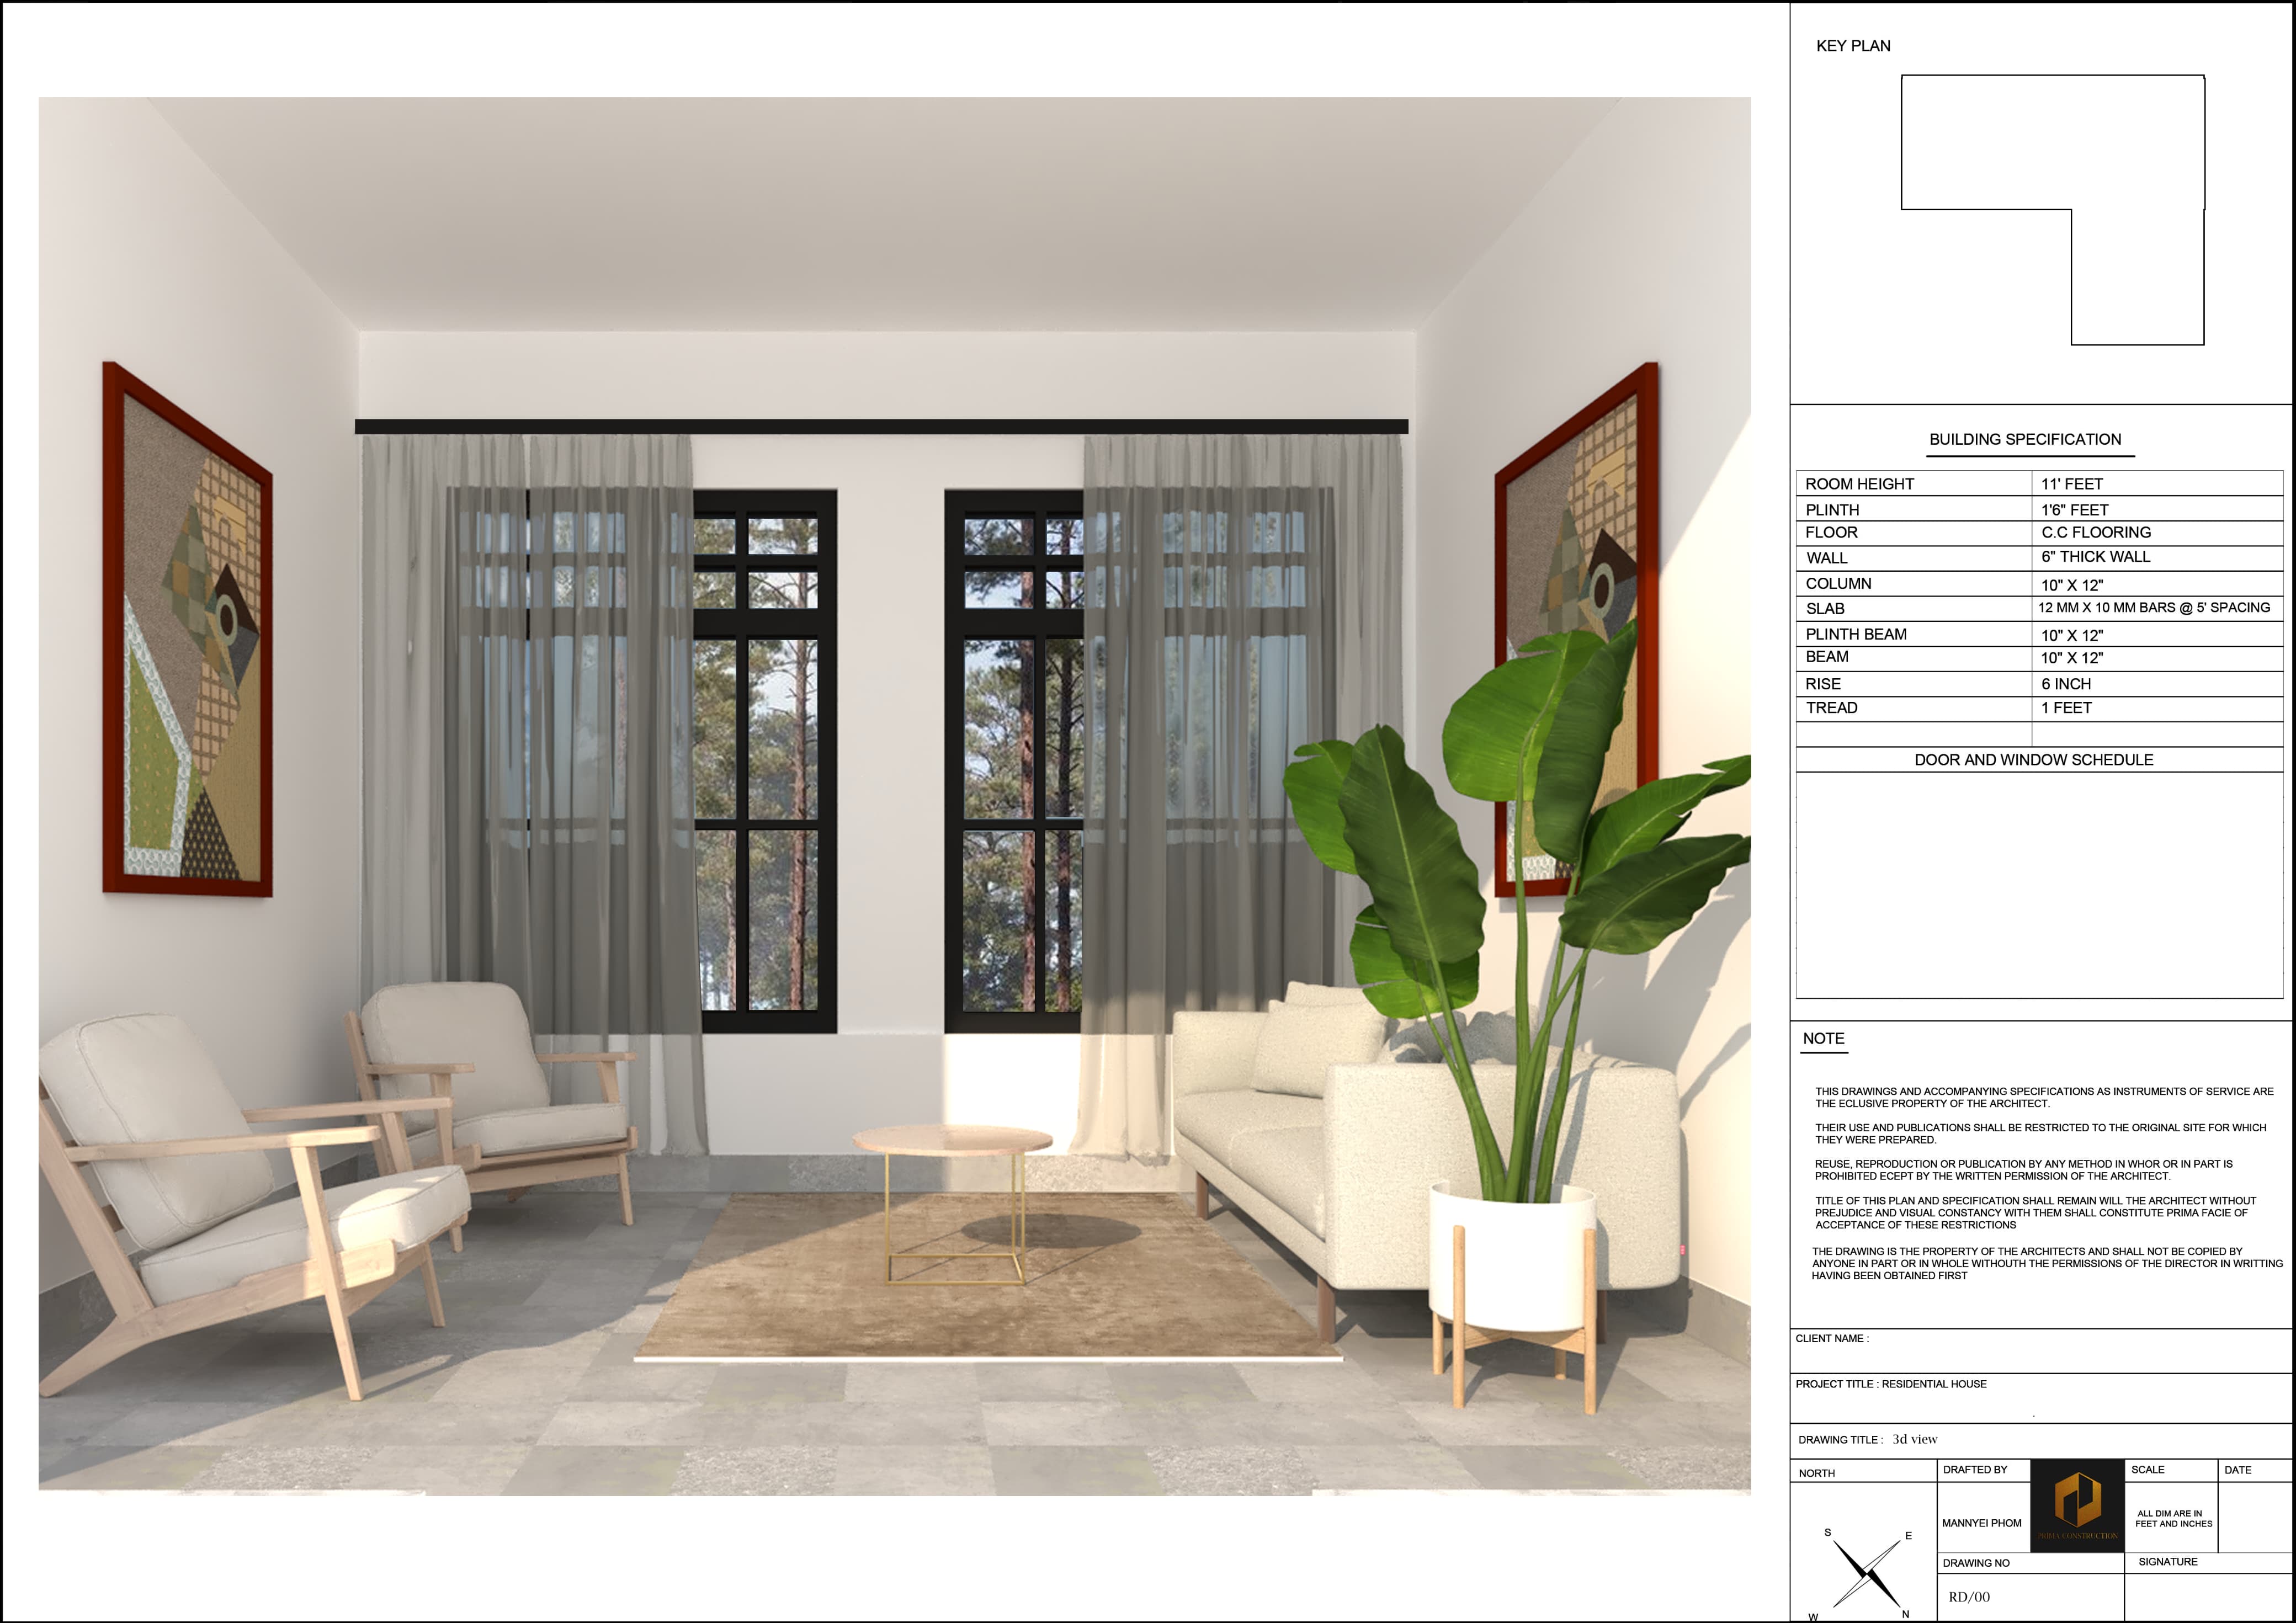 KEY PLAN
BUILDING SPECIFICATION
ROOM HEIGHT 11' FEET
PLINTH 1'6" FEET
FLOOR C.C FLOORING
WALL 6" THICK WALL
COLUMN 10" X 12"
SLAB 12 MM X 10 MM BARS @ 5' SPACING
PLINTH BEAM 10" X 12"
BEAM 10" X 12"
RISE 6 INCH
TREAD 1 FEET
DOOR AND WINDOW SCHEDULE
NOTE
THIS DRAWINGS AND ACCOMPANYING SPECIFICATIONS AS INSTRUMENTS OF SERVICE ARE
THE ECLUSIVE PROPERTY OF THE ARCHITECT.
THEIR USE AND PUBLICATIONS SHALL BE RESTRICTED TO THE ORIGINAL SITE FOR WHICH
THEY WERE PREPARED.
REUSE, REPRODUCTION OR PUBLICATION BY ANY METHOD IN WHOR OR IN PART IS
PROHIBITED ECEPT BY THE WRITTEN PERMISSION OF THE ARCHITECT.
TITLE OF THIS PLAN AND SPECIFICATION SHALL REMAIN WILL THE ARCHITECT WITHOUT
PREJUDICE AND VISUAL CONSTANCY WITH THEM SHALL CONSTITUTE PRIMA FACIE OF
ACCEPTANCE OF THESE RESTRICTIONS
THE DRAWING IS THE PROPERTY OF THE ARCHITECTS AND SHALL NOT BE COPIED BY
ANYONE IN PART OR IN WHOLE WITHOUTH THE PERMISSIONS OF THE DIRECTOR IN WRITTING
HAVING BEEN OBTAINED FIRST
CLIENT NAME :
PROJECT TITLE : RESIDENTIAL HOUSE
DRAWING TITLE : 3d view
NORTH
DRAFTED BY
SCALE
DATE
MANNYEI PHOM
PRIMA CONSTRUCTION
ALL DIM ARE IN
FEET AND INCHES
S
E
W
N
DRAWING NO
SIGNATURE
RD/00